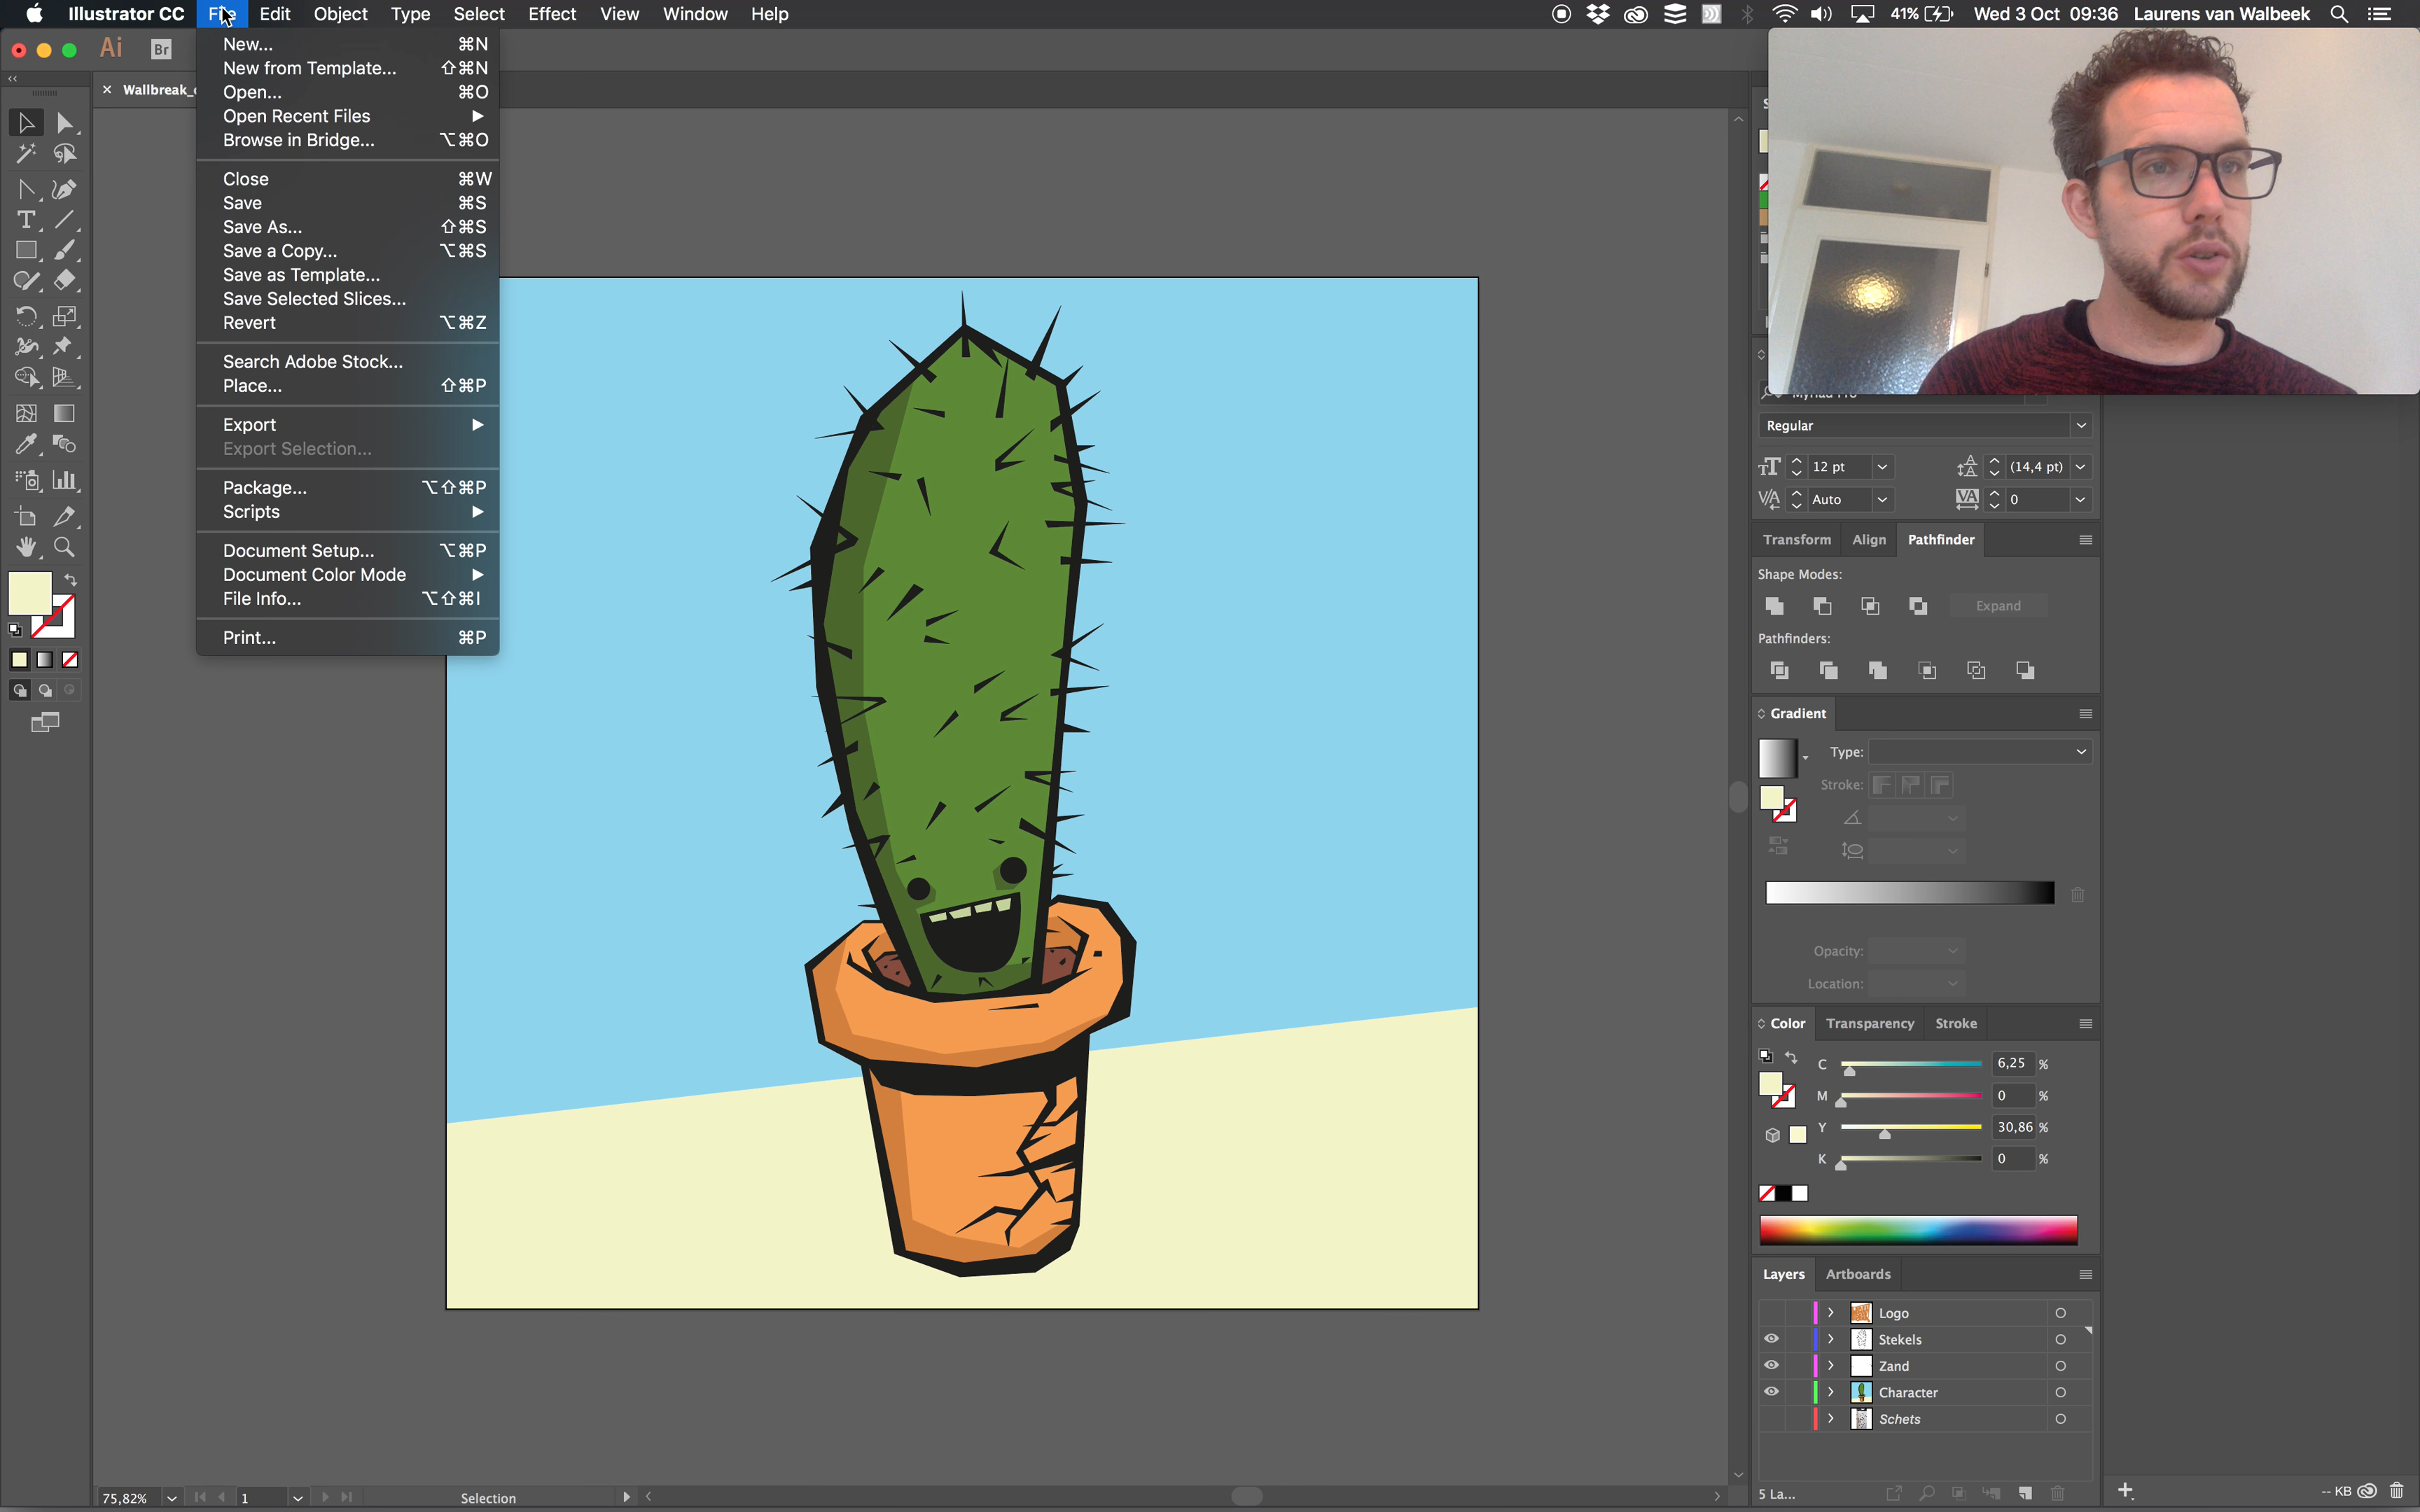 Illustrator CC File Edit Object Type Select Effect View Window Help
41% Wed 3 Oct 09:36 Laurens van Walbeek
Ai Br
Wallbreak_
New... ⌘N
New from Template... ⇧⌘N
Open... ⌘O
Open Recent Files
Browse in Bridge... ⌥⌘O
Close ⌘W
Save ⌘S
Save As... ⇧⌘S
Save a Copy... ⌥⌘S
Save as Template...
Save Selected Slices...
Revert ⌥⌘Z
Search Adobe Stock...
Place... ⇧⌘P
Export
Export Selection...
Package... ⌥⇧⌘P
Scripts
Document Setup... ⌥⌘P
Document Color Mode
File Info... ⌥⇧⌘I
Print... ⌘P
Regular
12 pt (14,4 pt)
Auto 0
Transform Align Pathfinder
Shape Modes:
Expand
Pathfinders:
Gradient
Type:
Stroke:
Opacity:
Location:
Color Transparency Stroke
C 6,25 %
M 0 %
Y 30,86 %
K 0 %
Layers Artboards
Logo
Stekels
Zand
Character
Schets
5 La...
-- KB
75,82% 1 Selection